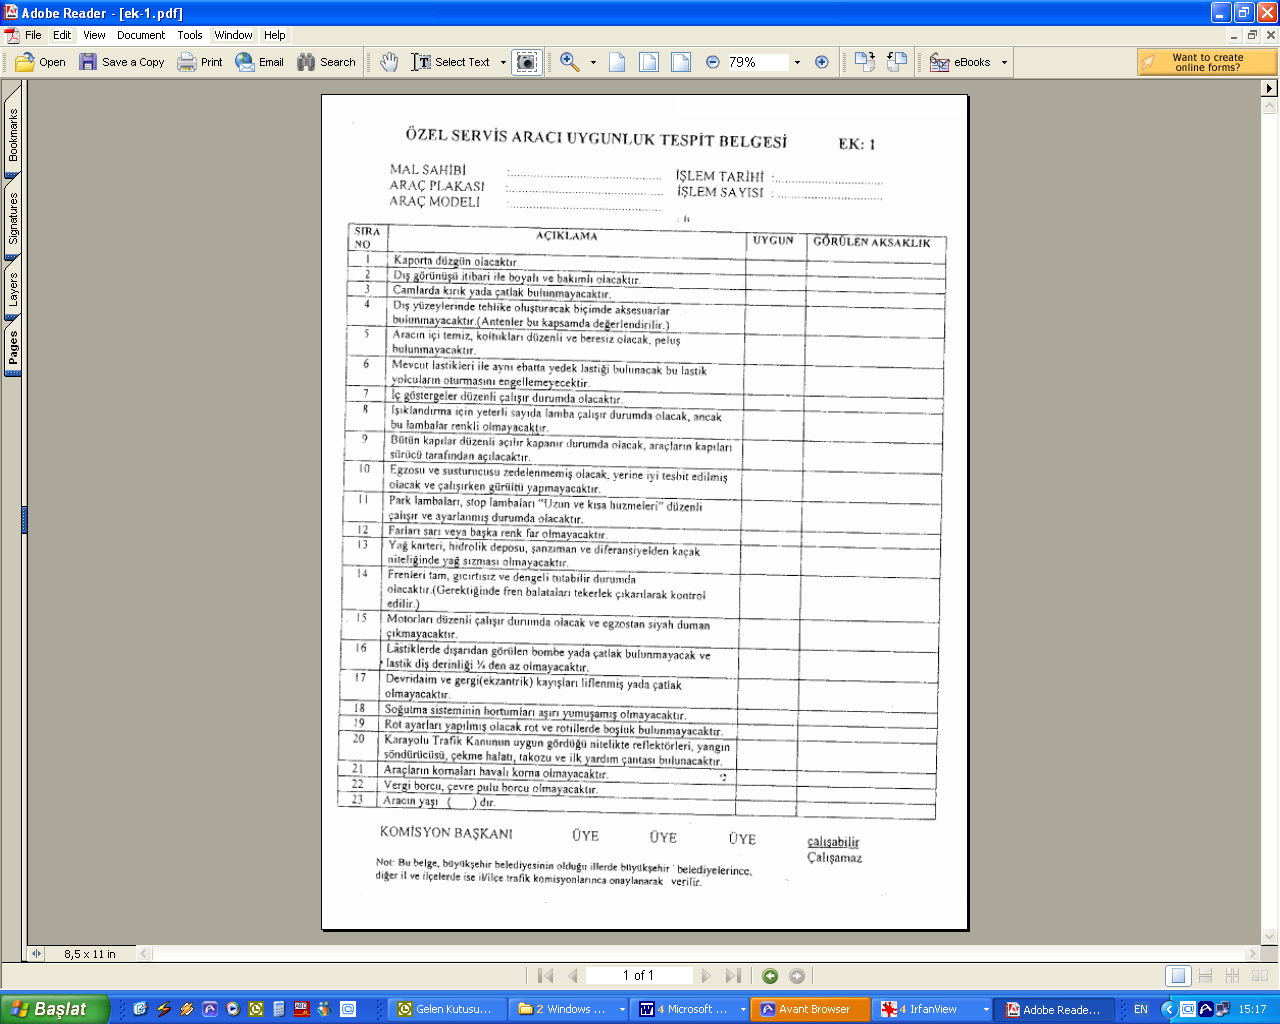 Adobe Reader - [ek-1.pdf]
File Edit View Document Tools Window Help
Open Save a Copy Print Email Search Select Text 79% eBooks Want to create online forms?
Bookmarks
Signatures
Layers
Pages
ÖZEL SERVİS ARACI UYGUNLUK TESPİT BELGESİ EK: 1
MAL SAHİBİ :.......................................... İŞLEM TARİHİ :..............................
ARAÇ PLAKASI :.......................................... İŞLEM SAYISI :..............................
ARAÇ MODELİ :..........................................
SIRA NO AÇIKLAMA UYGUN GÖRÜLEN AKSAKLIK
1 Kaporta düzgün olacaktır.
2 Dış görünüşü itibari ile boyalı ve bakımlı olacaktır.
3 Camlarda kırık yada çatlak bulunmayacaktır.
4 Dış yüzeylerinde tehlike oluşturacak biçimde aksesuarlar
bulunmayacaktır.(Antenler bu kapsamda değerlendirilir.)
5 Aracın içi temiz, koltukları düzenli ve beresiz olacak, peluş
bulunmayacaktır.
6 Mevcut lastikleri ile aynı ebatta yedek lastiği bulunacak bu lastik
yolcuların oturmasını engellemeyecektir.
7 İç göstergeler düzenli çalışır durumda olacaktır.
8 Işıklandırma için yeterli sayıda lamba çalışır durumda olacak, ancak
bu lambalar renkli olmayacaktır.
9 Bütün kapılar düzenli açılır kapanır durumda olacak, araçların kapıları
sürücü tarafından açılacaktır.
10 Egzosu ve susturucusu zedelenmemiş olacak, yerine iyi tesbit edilmiş
olacak ve çalışırken gürültü yapmayacaktır.
11 Park lambaları, stop lambaları "Uzun ve kısa huzmeleri" düzenli
çalışır ve ayarlanmış durumda olacaktır.
12 Farları sarı veya başka renk far olmayacaktır.
13 Yağ karteri, hidrolik deposu, şanzıman ve diferansiyelden kaçak
niteliğinde yağ sızması olmayacaktır.
14 Frenleri tam, gıcırtısız ve dengeli tutabilir durumda
olacaktır.(Gerektiğinde fren balataları tekerlek çıkarılarak kontrol
edilir.)
15 Motorları düzenli çalışır durumda olacak ve egzostan siyah duman
çıkmayacaktır.
16 Lastiklerde dışarıdan görülen bombe yada çatlak bulunmayacak ve
lastik diş derinliği ¼ den az olmayacaktır.
17 Devridaim ve gergi(ekzantrik) kayışları liflenmiş yada çatlak
olmayacaktır.
18 Soğutma sisteminin hortumları aşırı yumuşamış olmayacaktır.
19 Rot ayarları yapılmış olacak rot ve rotillerde boşluk bulunmayacaktır.
20 Karayolu Trafik Kanunun uygun gördüğü nitelikte reflektörleri, yangın
söndürücüsü, çekme halatı, takozu ve ilk yardım çantası bulunacaktır.
21 Araçların kornaları havalı korna olmayacaktır.
22 Vergi borcu, çevre pulu borcu olmayacaktır.
23 Aracın yaşı ( ) dır.
KOMİSYON BAŞKANI ÜYE ÜYE ÜYE çalışabilir
Çalışamaz
Not: Bu belge, büyükşehir belediyesinin olduğu illerde büyükşehir belediyelerince,
diğer il ve ilçelerde ise il/ilçe trafik komisyonlarınca onaylanarak verilir.
8,5 x 11 in
1 of 1
Başlat Gelen Kutusu... 2 Windows ... 4 Microsoft ... Avant Browser 4 IrfanView Adobe Reade... EN 15:17